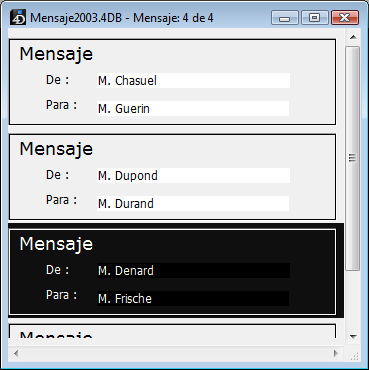 Mensaje2003.4DB - Mensaje: 4 de 4
Mensaje
De : M. Chasuel
Para : M. Guerin
Mensaje
De : M. Dupond
Para : M. Durand
Mensaje
De : M. Denard
Para : M. Frische
Mensaje